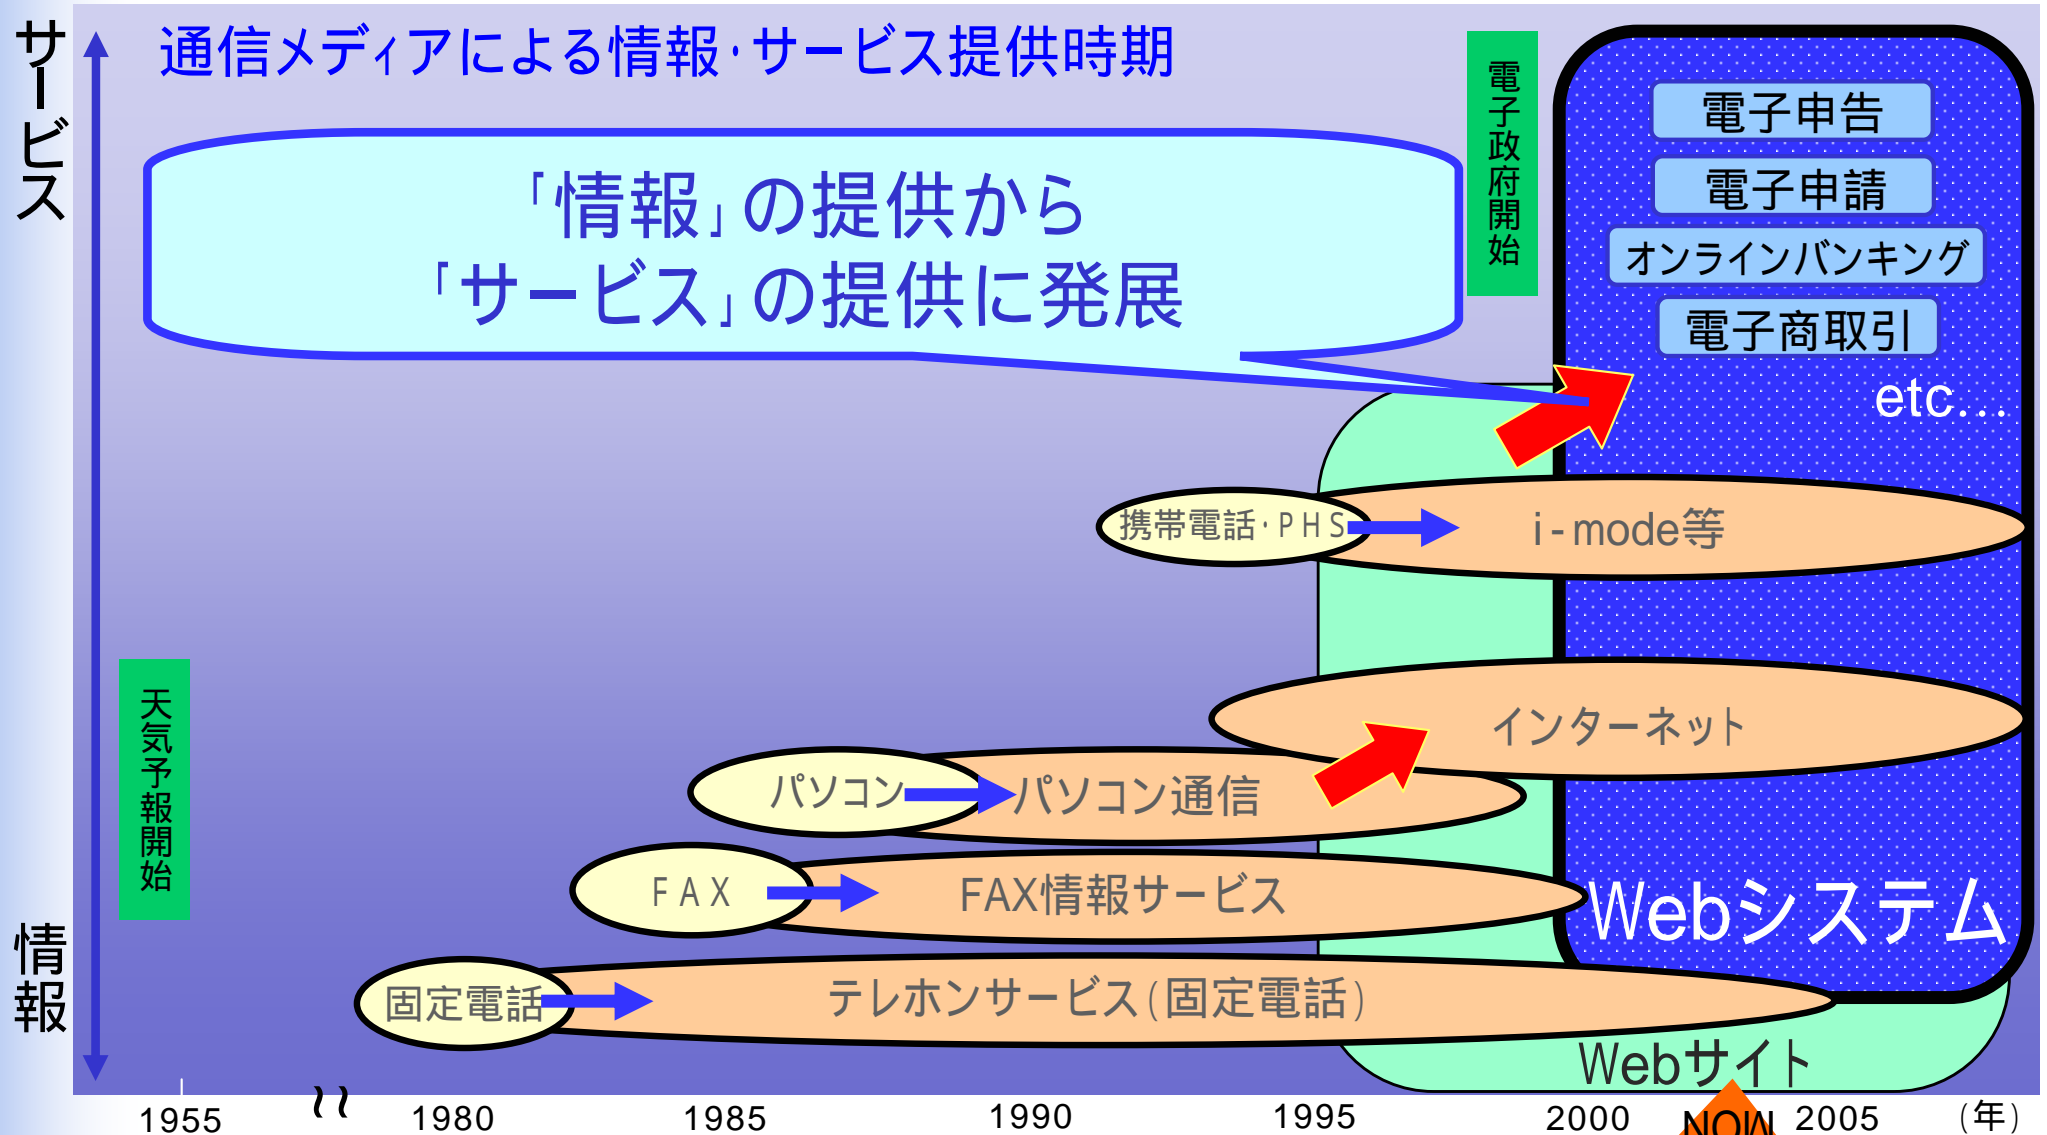 サービス
情報
通信メディアによる情報・サービス提供時期
「情報」の提供から
「サービス」の提供に発展
電子政府開始
電子申告
電子申請
オンラインバンキング
電子商取引
etc…
携帯電話・ＰＨＳ
i-mode等
インターネット
天気予報開始
パソコン
パソコン通信
ＦＡＸ
FAX情報サービス
Webシステム
固定電話
テレホンサービス(固定電話)
Webサイト
1955 ～～ 1980 1985 1990 1995 2000 NOW 2005 (年)